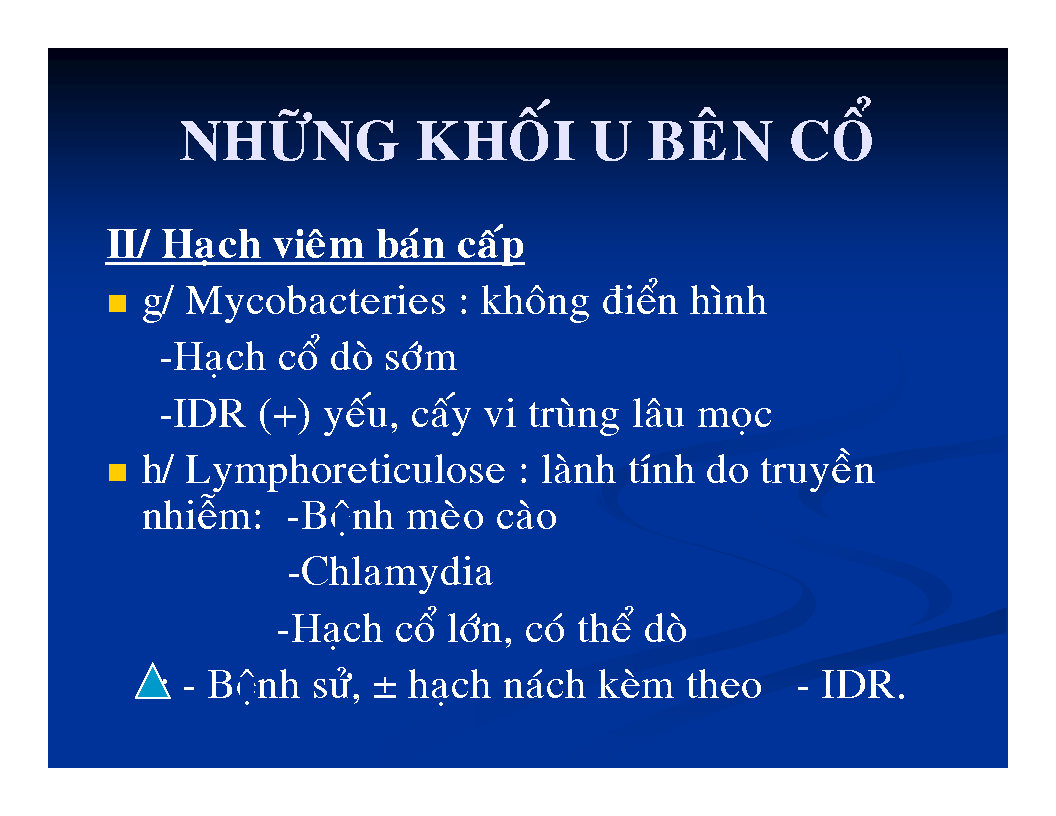 NHỮNG KHỐI U BÊN CỔ
II/ Hạch viêm bán cấp
g/ Mycobacteries : không điển hình
-Hạch cổ dò sớm
-IDR (+) yếu, cấy vi trùng lâu mọc
h/ Lymphoreticulose : lành tính do truyền
nhiễm: -Bệnh mèo cào
-Chlamydia
-Hạch cổ lớn, có thể dò
: - Bệnh sử, ± hạch nách kèm theo - IDR.